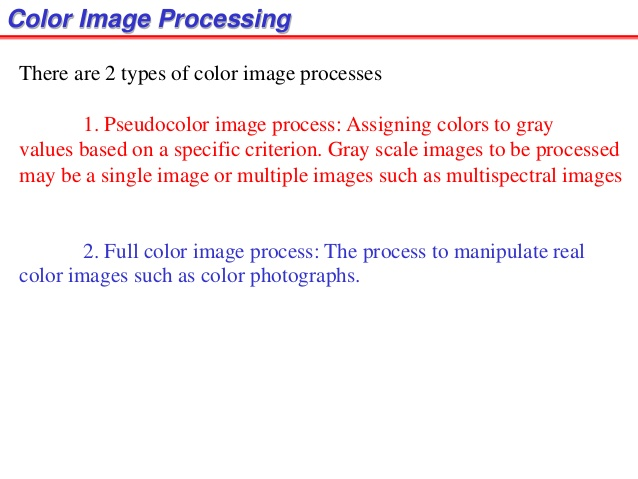 Color Image Processing
There are 2 types of color image processes
1. Pseudocolor image process: Assigning colors to gray
values based on a specific criterion. Gray scale images to be processed
may be a single image or multiple images such as multispectral images
2. Full color image process: The process to manipulate real
color images such as color photographs.